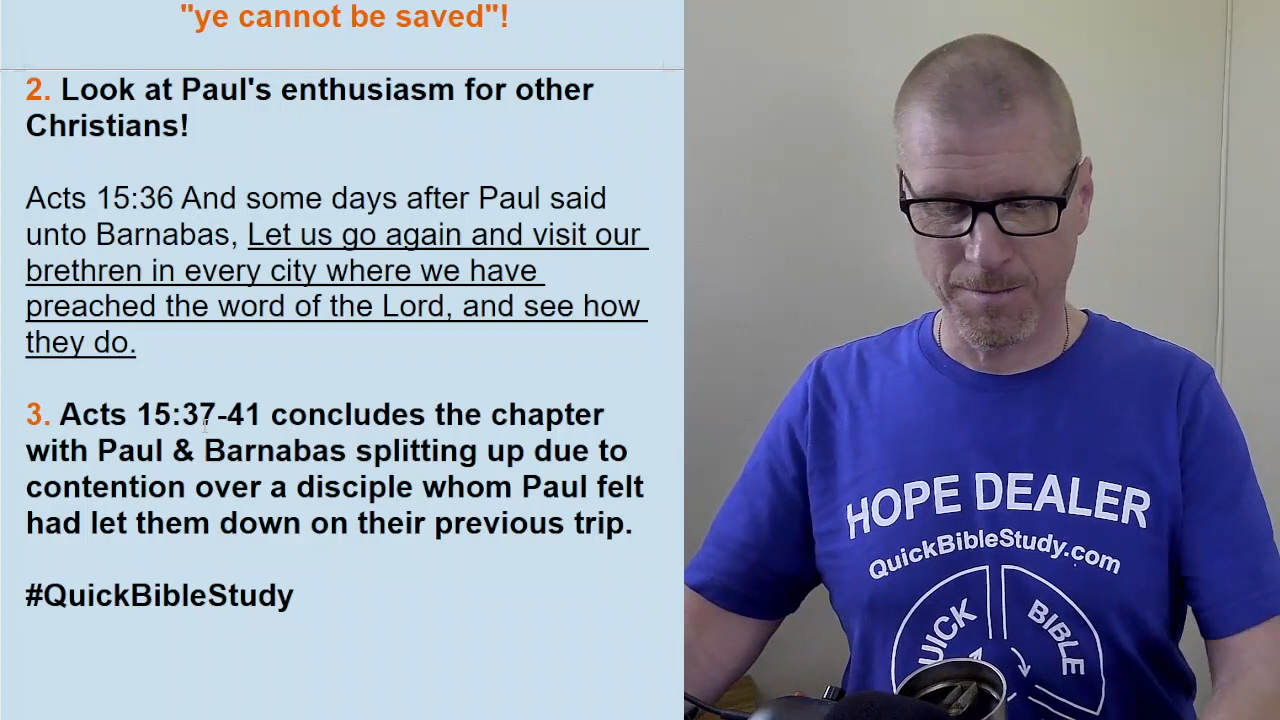 "ye cannot be saved"!
2. Look at Paul's enthusiasm for other
Christians!
Acts 15:36 And some days after Paul said
unto Barnabas, Let us go again and visit our
brethren in every city where we have
preached the word of the Lord, and see how
they do.
3. Acts 15:37-41 concludes the chapter
with Paul & Barnabas splitting up due to
contention over a disciple whom Paul felt
had let them down on their previous trip.
#QuickBibleStudy
HOPE DEALER
QuickBibleStudy.com
UICK
BIBLE